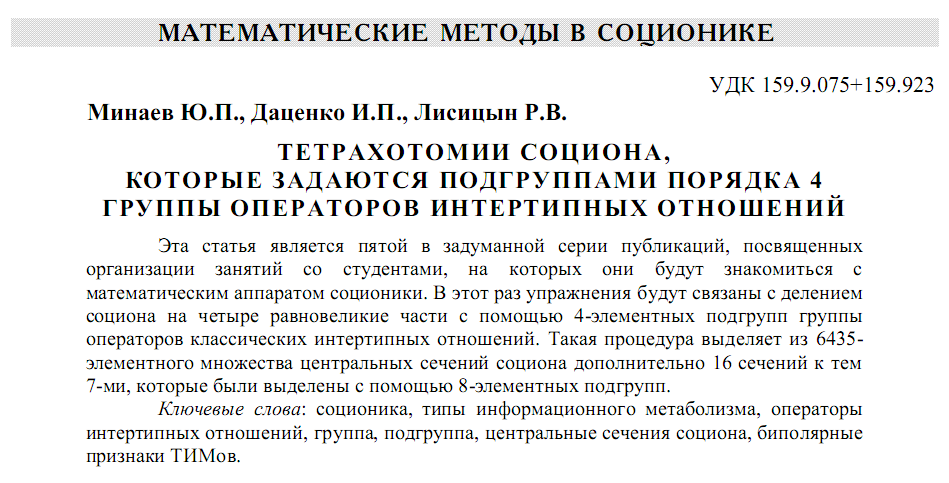 МАТЕМАТИЧЕСКИЕ МЕТОДЫ В СОЦИОНИКЕ
УДК 159.9.075+159.923
Минаев Ю.П., Даценко И.П., Лисицын Р.В.
ТЕТРАХОТОМИИ СОЦИОНА,
КОТОРЫЕ ЗАДАЮТСЯ ПОДГРУППАМИ ПОРЯДКА 4
ГРУППЫ ОПЕРАТОРОВ ИНТЕРТИПНЫХ ОТНОШЕНИЙ
Эта статья является пятой в задуманной серии публикаций, посвященных
организации занятий со студентами, на которых они будут знакомиться с
математическим аппаратом соционики. В этот раз упражнения будут связаны с делением
социона на четыре равновеликие части с помощью 4-элементных подгрупп группы
операторов классических интертипных отношений. Такая процедура выделяет из 6435-
элементного множества центральных сечений социона дополнительно 16 сечений к тем
7-ми, которые были выделены с помощью 8-элементных подгрупп.
Ключевые слова: соционика, типы информационного метаболизма, операторы
интертипных отношений, группа, подгруппа, центральные сечения социона, биполярные
признаки ТИМов.